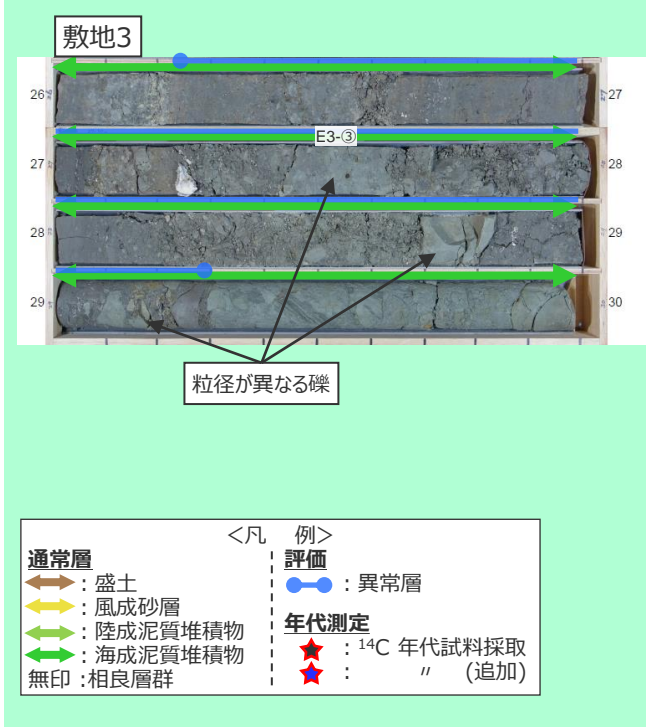 敷地3
26 27
E3-③
27 28
28 29
29 30
粒径が異なる礫
<凡 例>
通常層
:盛土
:風成砂層
:陸成泥質堆積物
:海成泥質堆積物
無印:相良層群
評価
:異常層
年代測定
:14C 年代試料採取
: 〃 (追加)